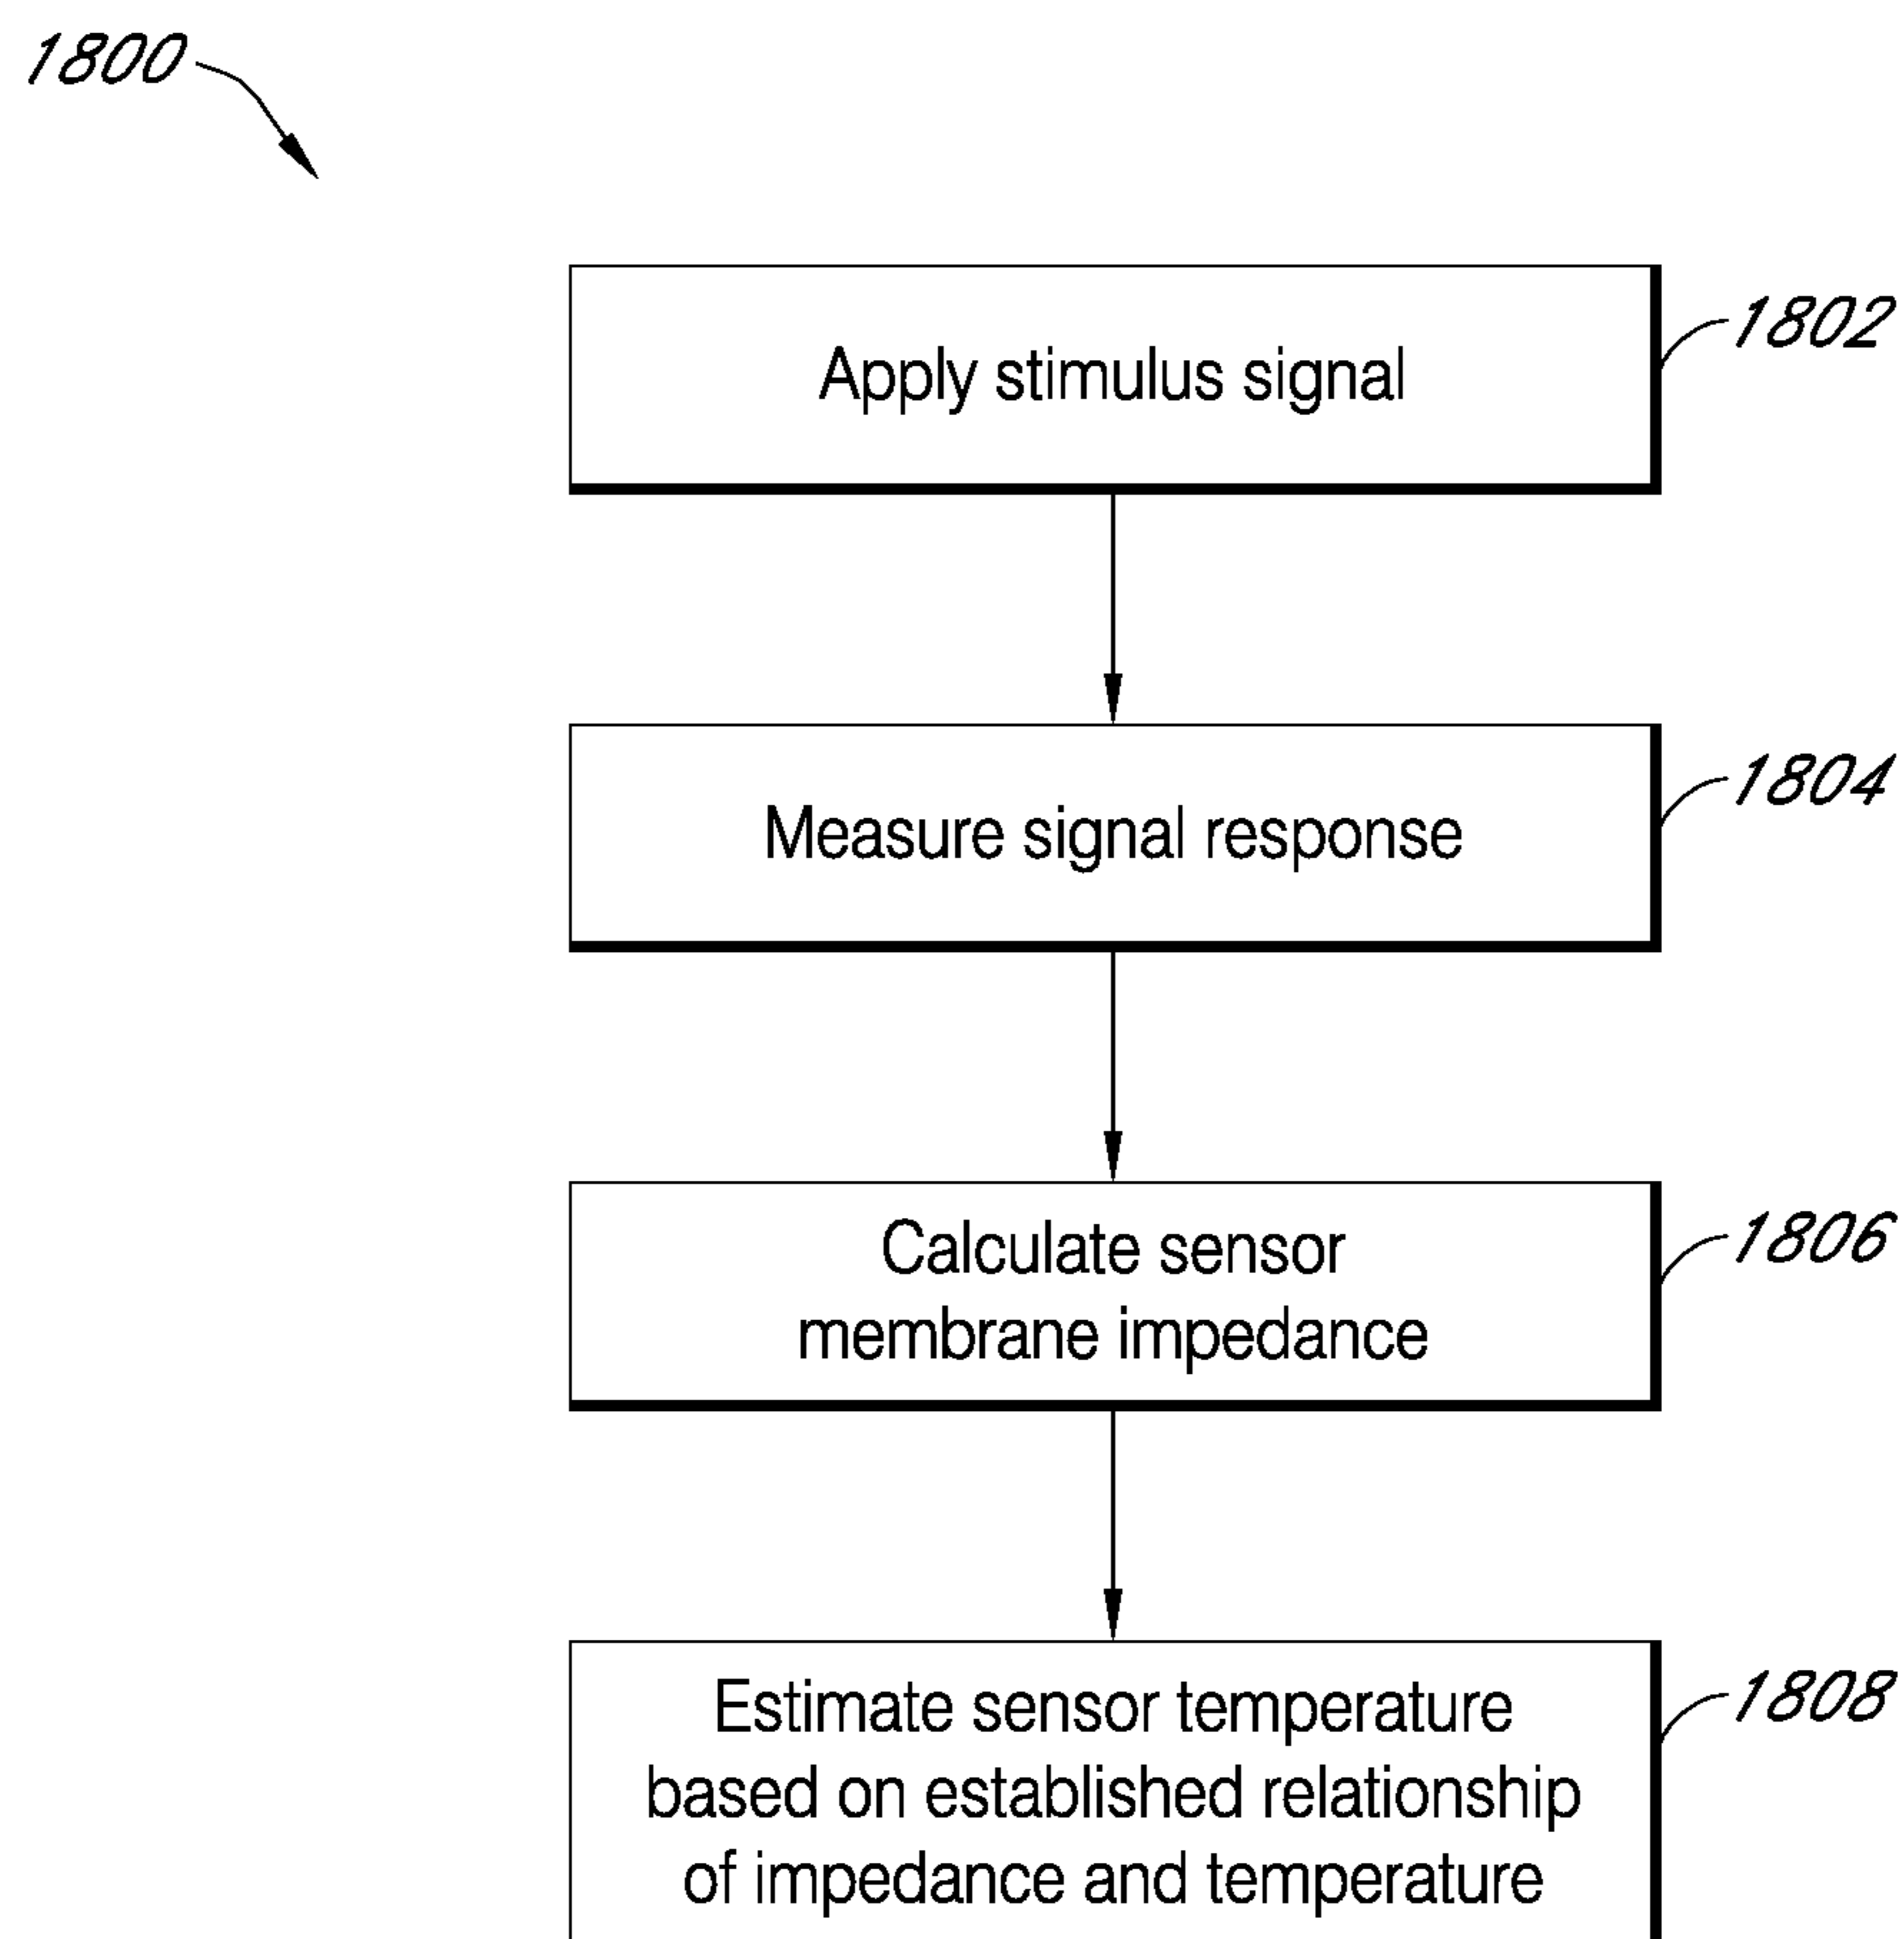 1800
Apply stimulus signal
1802
Measure signal response
1804
Calculate sensor
membrane impedance
1806
Estimate sensor temperature
based on established relationship
of impedance and temperature
1808